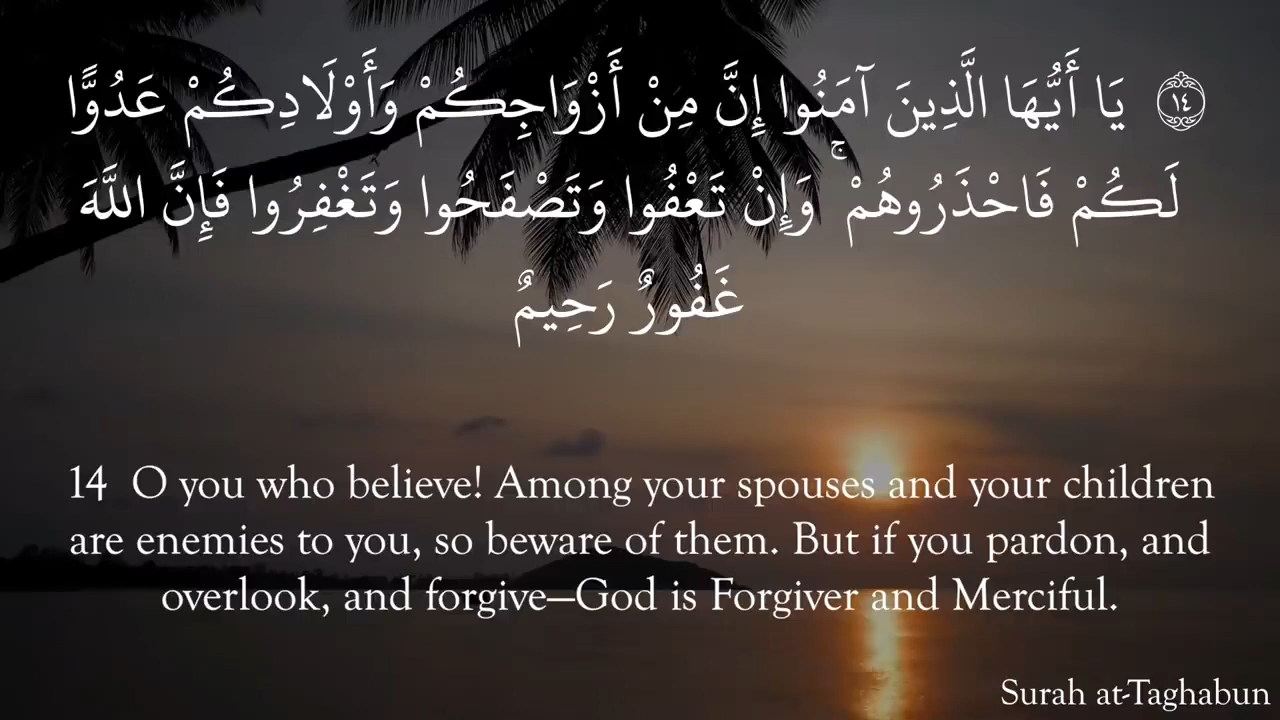 ١٤ يَا أَيُّهَا الَّذِينَ آمَنُوا إِنَّ مِنْ أَزْوَاجِكُمْ وَأَوْلَادِكُمْ عَدُوًّا
لَكُمْ فَاحْذَرُوهُمْ ۚ وَإِنْ تَعْفُوا وَتَصْفَحُوا وَتَغْفِرُوا فَإِنَّ اللَّهَ
غَفُورٌ رَحِيمٌ
14 O you who believe! Among your spouses and your children
are enemies to you, so beware of them. But if you pardon, and
overlook, and forgive—God is Forgiver and Merciful.
Surah at-Taghabun